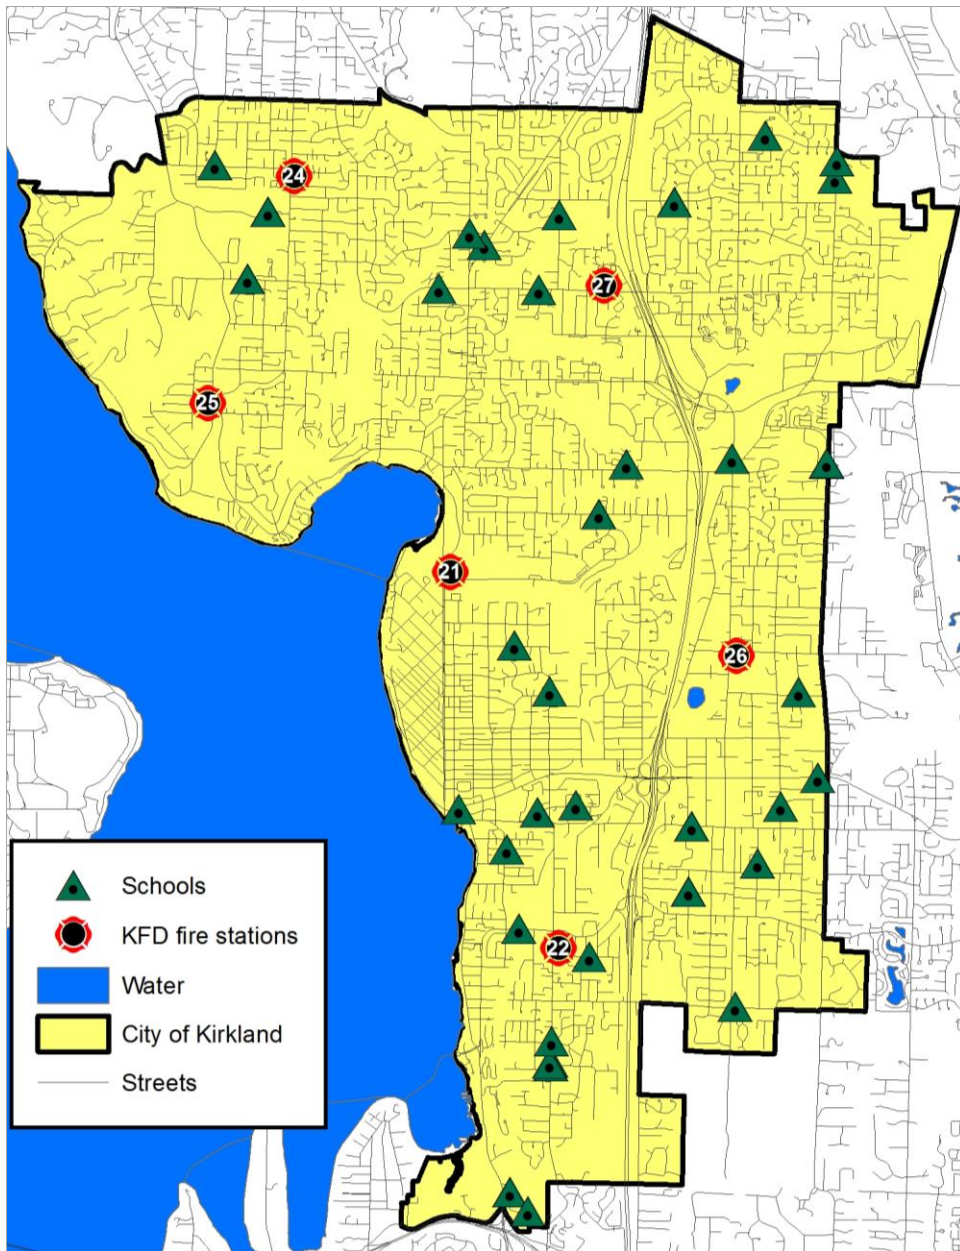 24
27
25
21
26
22
Schools
KFD fire stations
Water
City of Kirkland
Streets